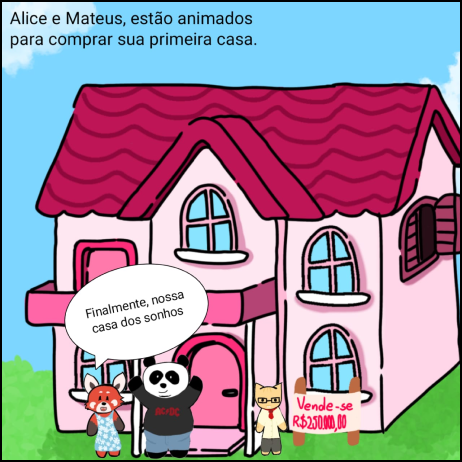 Alice e Mateus, estão animados
para comprar sua primeira casa.
Finalmente, nossa
casa dos sonhos
AC/DC
Vende-se
R$250.000,00